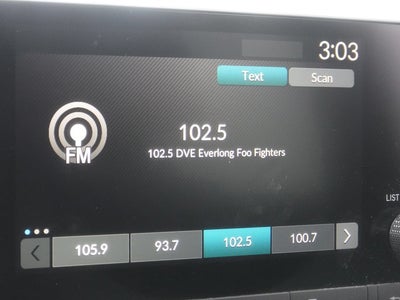 3:03
Text Scan
102.5
FM
102.5 DVE Everlong Foo Fighters
LIST
105.9 93.7 102.5 100.7